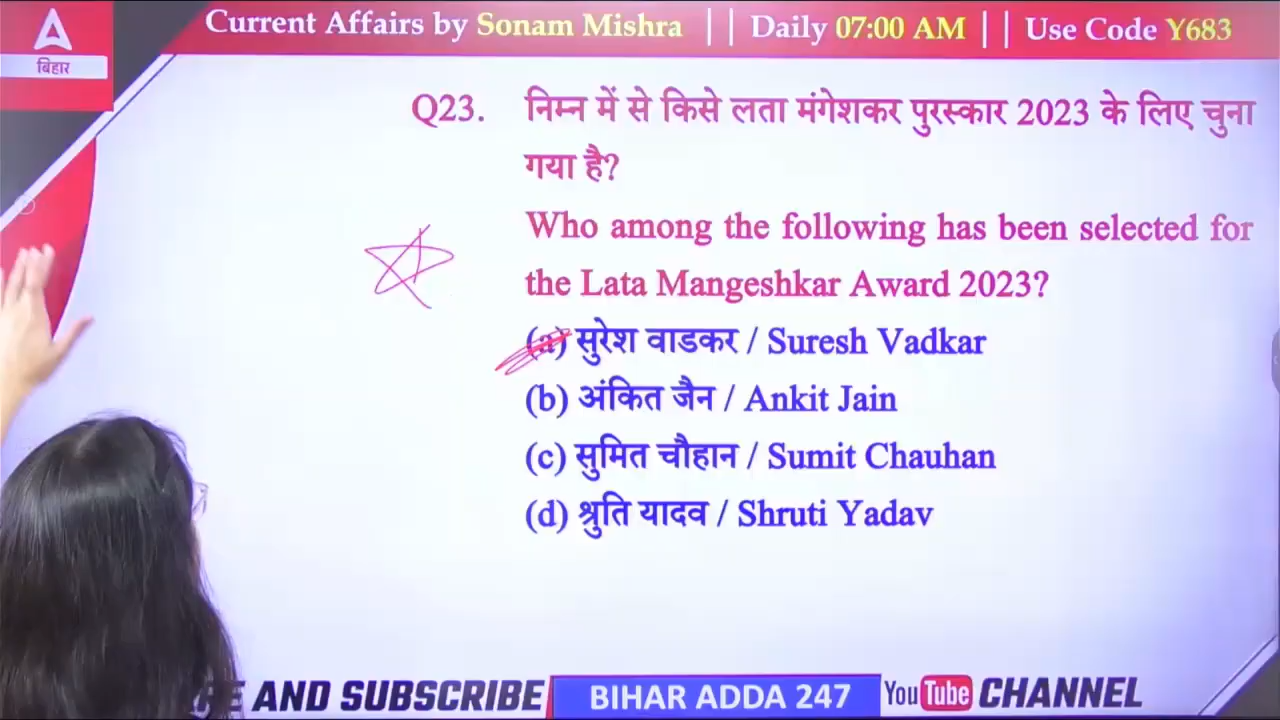 Current Affairs by Sonam Mishra || Daily 07:00 AM || Use Code Y683
बिहार
Q23. निम्न में से किसे लता मंगेशकर पुरस्कार 2023 के लिए चुना
गया है?
Who among the following has been selected for
the Lata Mangeshkar Award 2023?
(a) सुरेश वाडकर / Suresh Vadkar
(b) अंकित जैन / Ankit Jain
(c) सुमित चौहान / Sumit Chauhan
(d) श्रुति यादव / Shruti Yadav
AND SUBSCRIBE BIHAR ADDA 247 YouTube CHANNEL